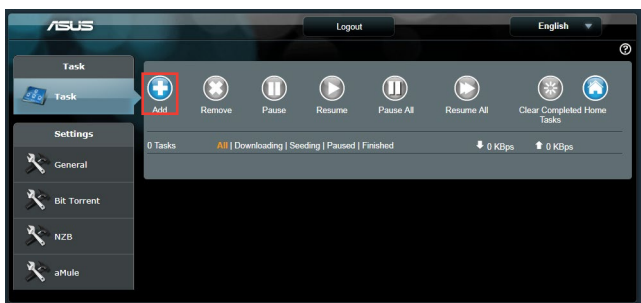 ASUS
Logout
English
?
Task
Task
Add
Remove
Pause
Resume
Pause All
Resume All
Clear Completed Tasks
Home
0 Tasks
All | Downloading | Seeding | Paused | Finished
0 KBps
0 KBps
Settings
General
Bit Torrent
NZB
aMule